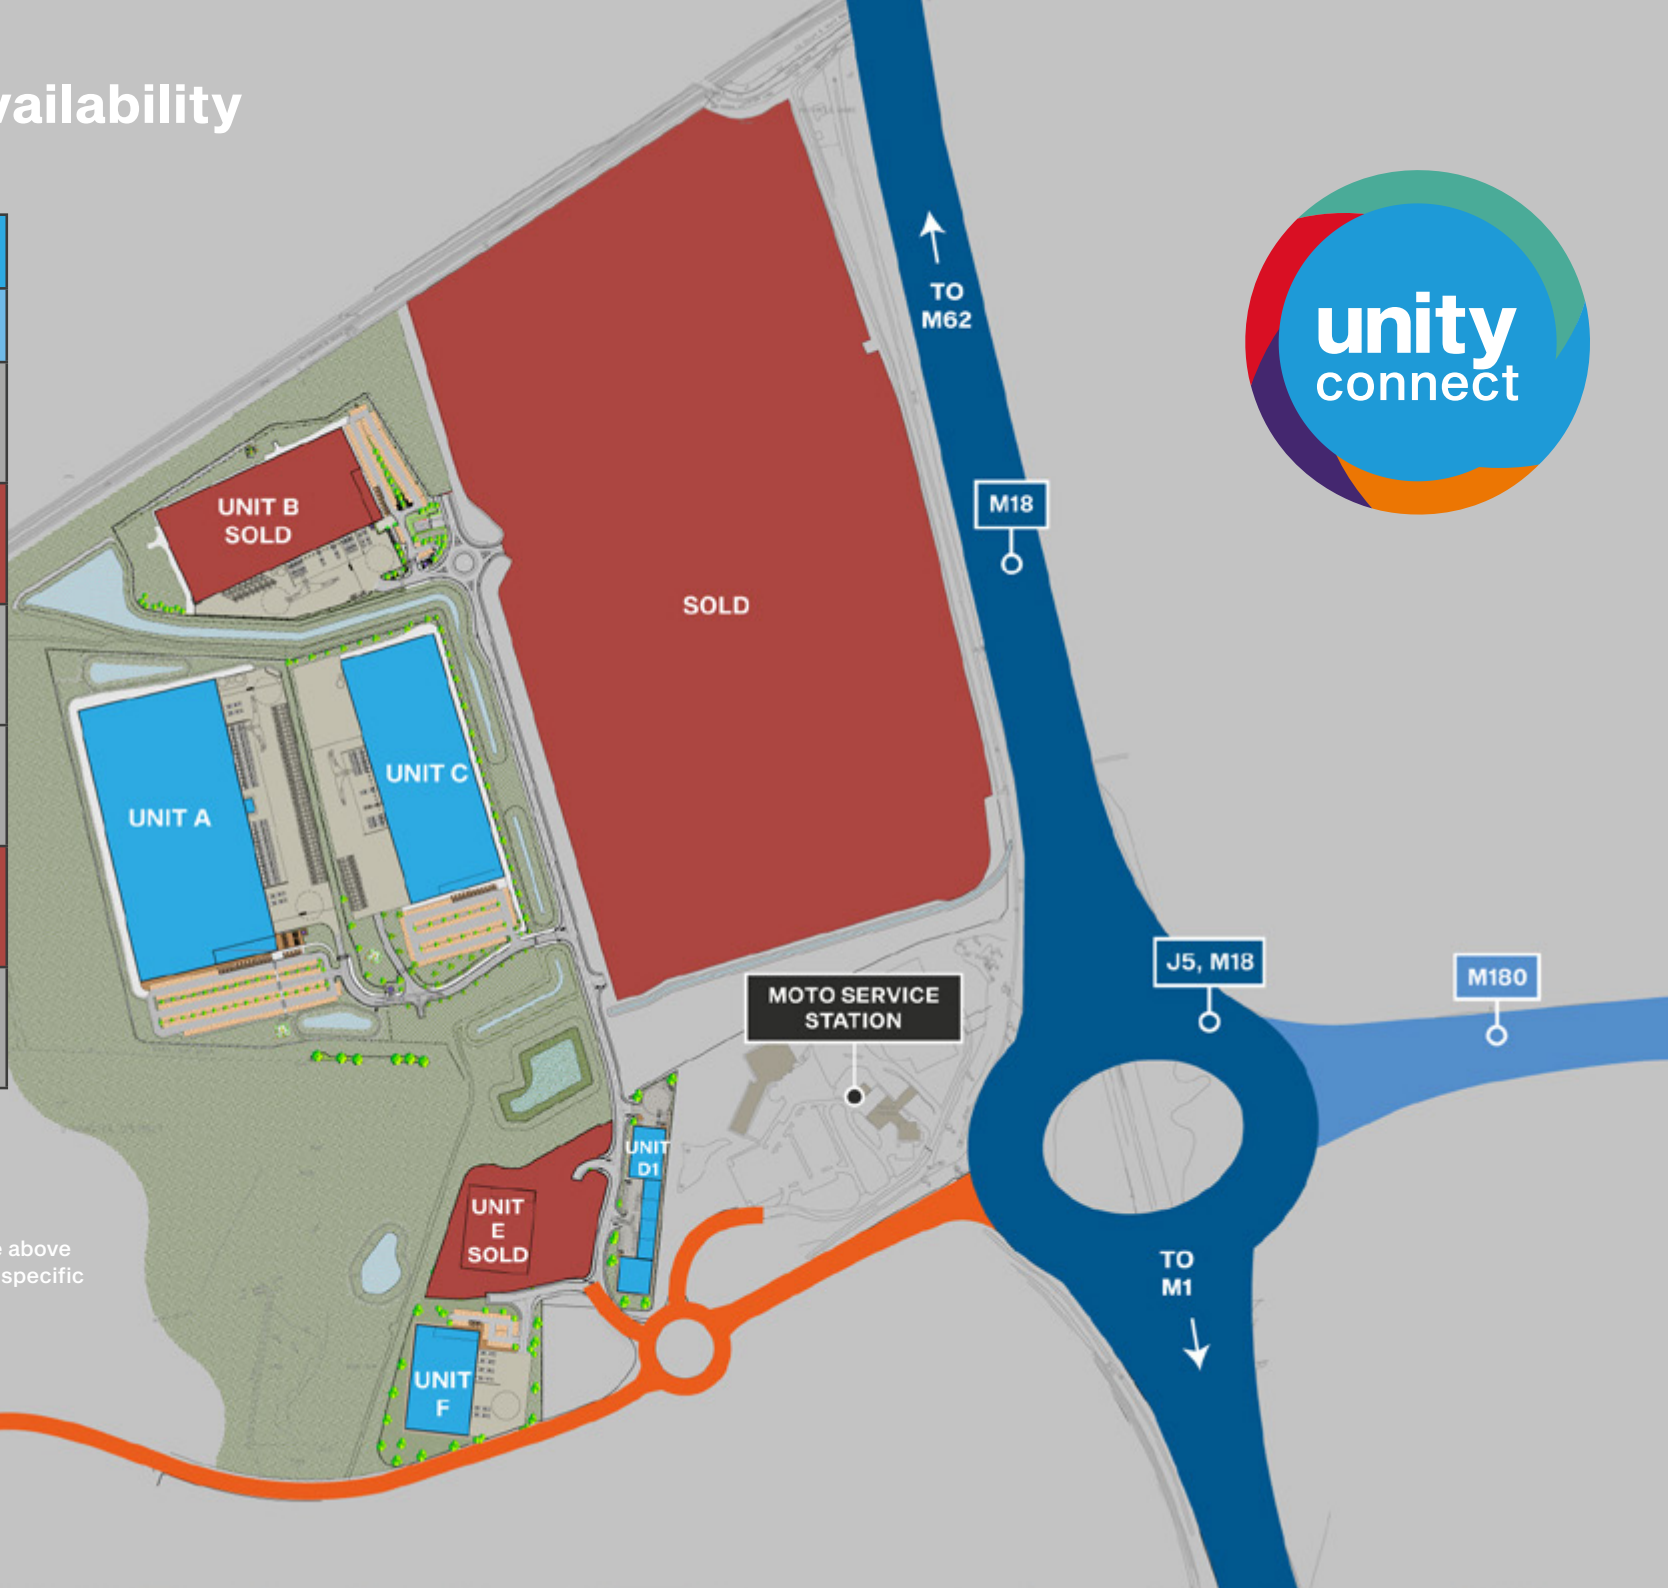 vailability
TO
M62
unity
connect
UNIT B
SOLD
M18
SOLD
UNIT C
UNIT A
J5, M18
M180
MOTO SERVICE
STATION
UNIT
D1
UNIT
E
SOLD
e above
specific
TO
M1
UNIT
F